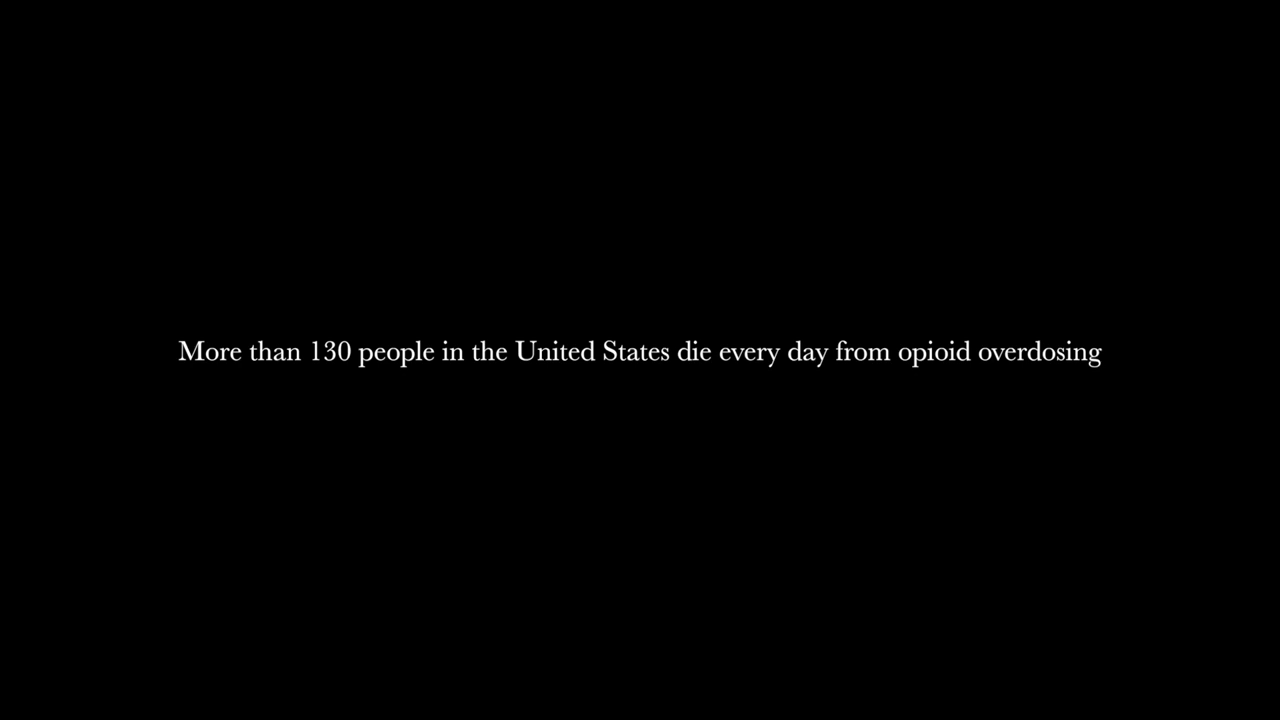 More than 130 people in the United States die every day from opioid overdosing